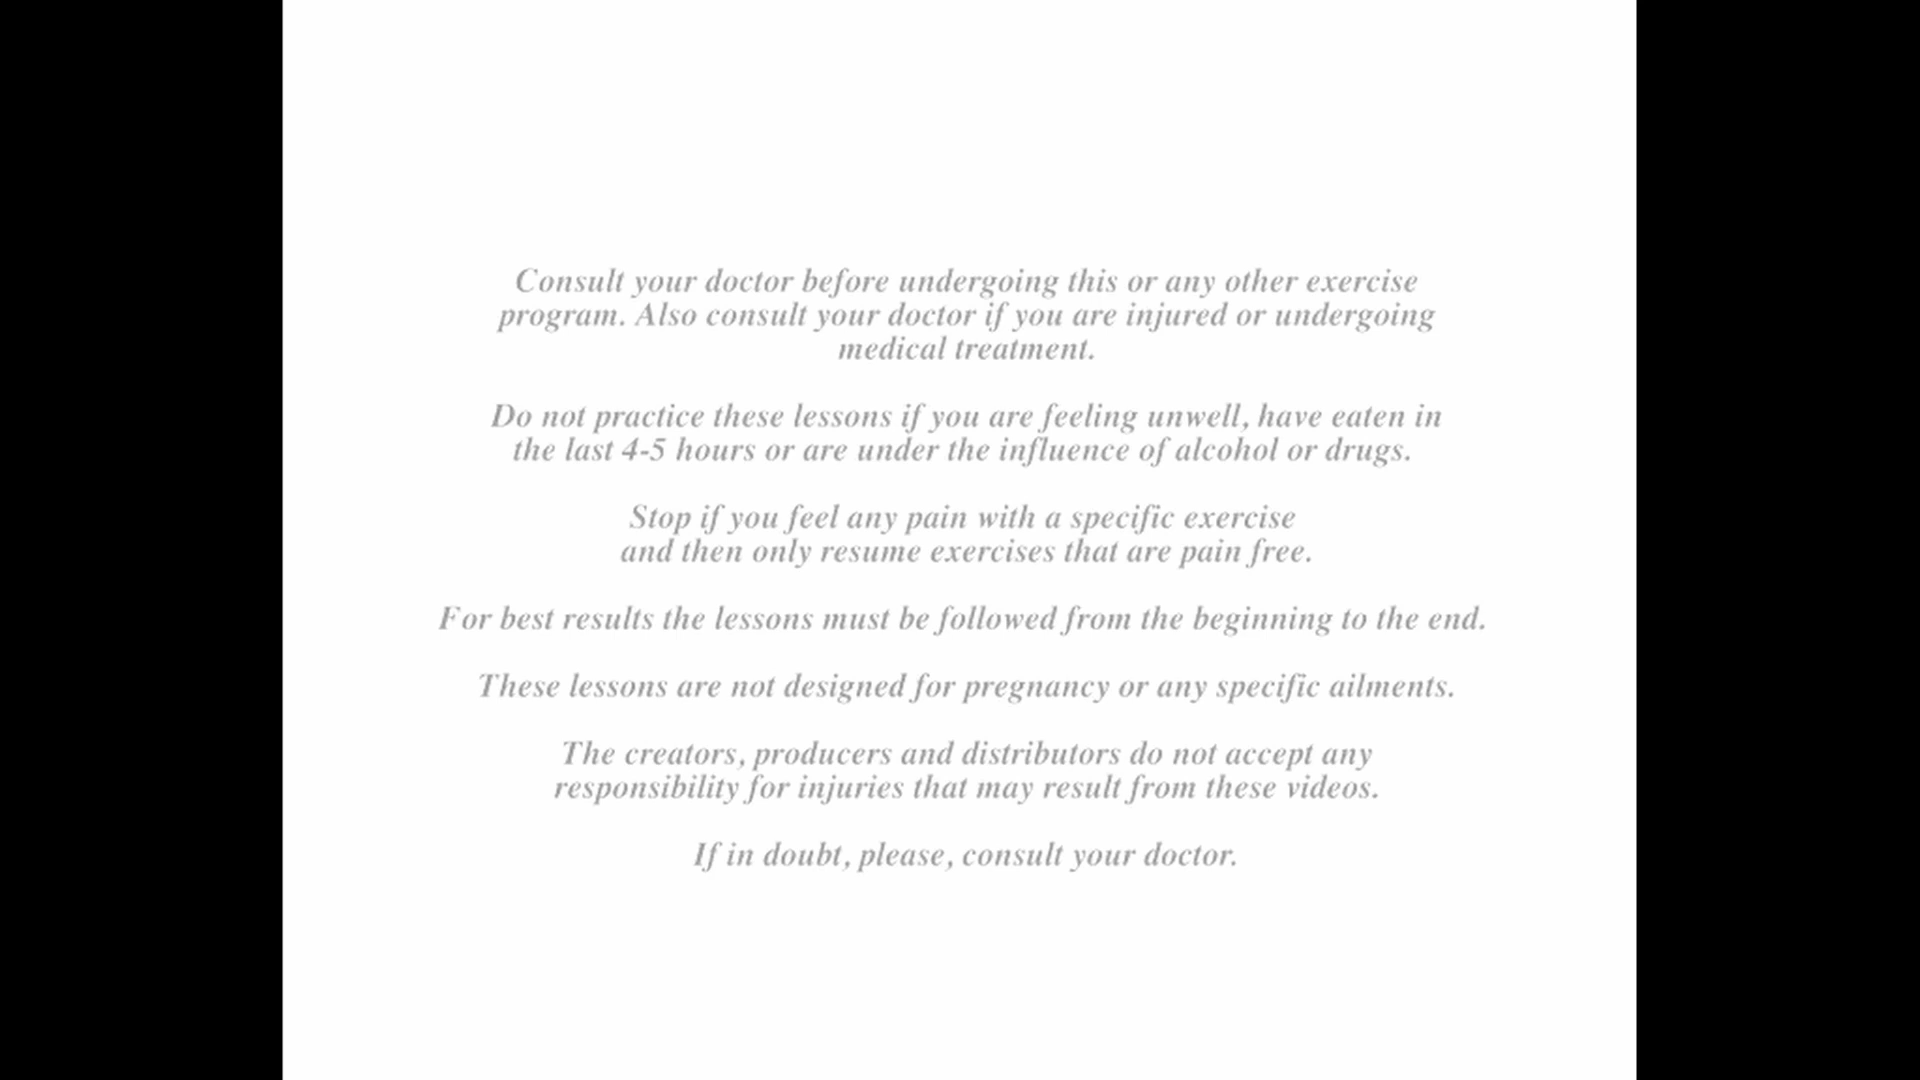 Consult your doctor before undergoing this or any other exercise
program. Also consult your doctor if you are injured or undergoing
medical treatment.
Do not practice these lessons if you are feeling unwell, have eaten in
the last 4-5 hours or are under the influence of alcohol or drugs.
Stop if you feel any pain with a specific exercise
and then only resume exercises that are pain free.
For best results the lessons must be followed from the beginning to the end.
These lessons are not designed for pregnancy or any specific ailments.
The creators, producers and distributors do not accept any
responsibility for injuries that may result from these videos.
If in doubt, please, consult your doctor.